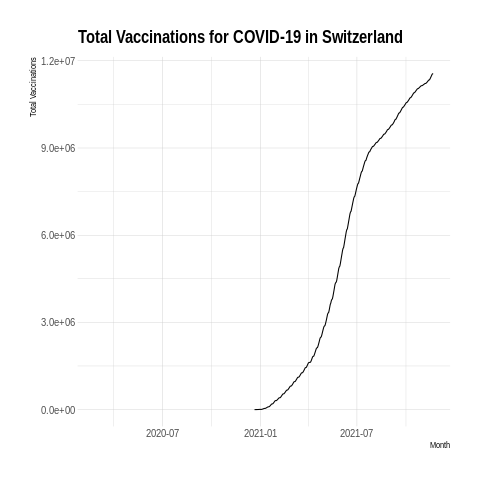 Total Vaccinations for COVID-19 in Switzerland
Total Vaccinations
1.2e+07
9.0e+06
6.0e+06
3.0e+06
0.0e+00
2020-07
2021-01
2021-07
Month